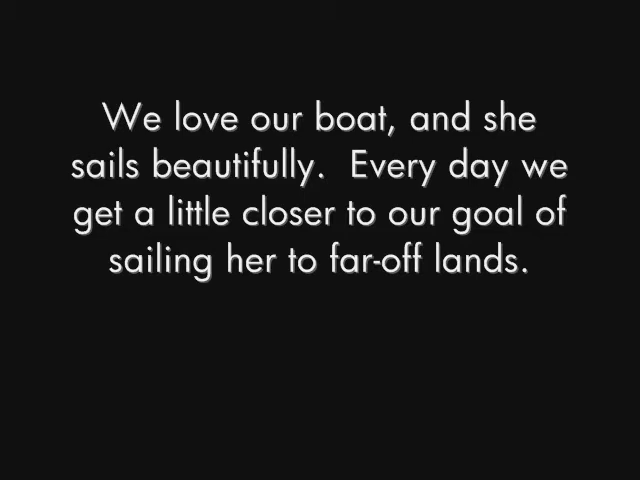 We love our boat, and she
sails beautifully.  Every day we
get a little closer to our goal of
sailing her to far-off lands.